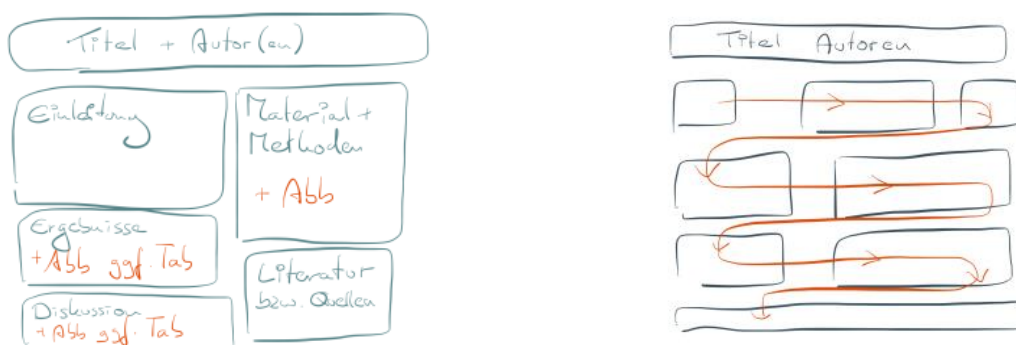 Titel + Autor(en)
Einleitung
Material +
Methoden
+ Abb
Ergebnisse
+Abb ggf. Tab
Literatur
bzw. Quellen
Diskussion
+ Abb ggf. Tab
Titel Autoren